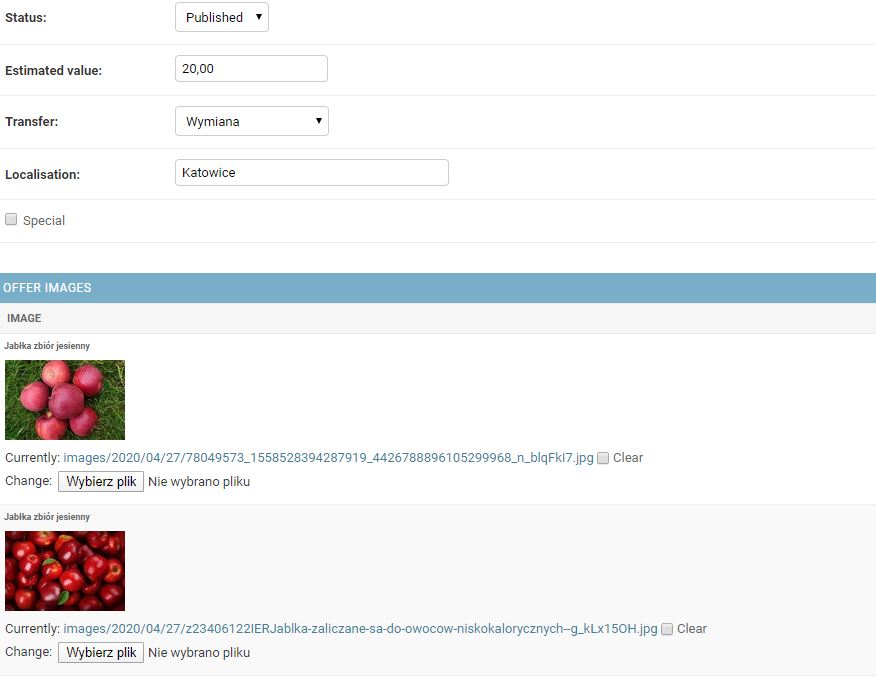 Status: Published
Estimated value: 20,00
Transfer: Wymiana
Localisation: Katowice
Special
OFFER IMAGES
IMAGE
Jabłka zbiór jesienny
Currently: images/2020/04/27/78049573_1558528394287919_4426788896105299968_n_blqFkI7.jpg Clear
Change: Wybierz plik Nie wybrano pliku
Jabłka zbiór jesienny
Currently: images/2020/04/27/z23406122IERJablka-zaliczane-sa-do-owocow-niskokalorycznych--g_kLx15OH.jpg Clear
Change: Wybierz plik Nie wybrano pliku